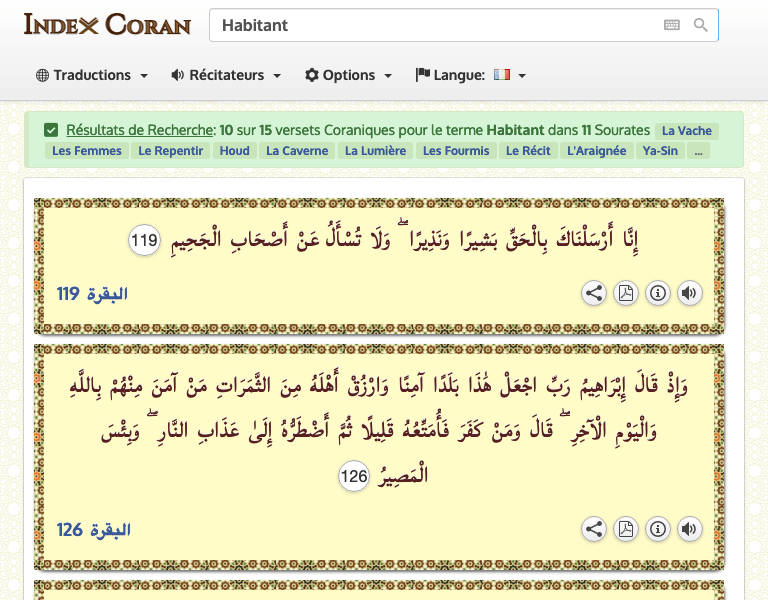 INDEX CORAN
Habitant
Traductions
Récitateurs
Options
Langue:
Résultats de Recherche: 10 sur 15 versets Coraniques pour le terme Habitant dans 11 Sourates La Vache
Les Femmes Le Repentir Houd La Caverne La Lumière Les Fourmis Le Récit L'Araignée Ya-Sin ...
إِنَّا أَرْسَلْنَاكَ بِالْحَقِّ بَشِيرًا وَنَذِيرًا ۖ وَلَا تُسْأَلُ عَنْ أَصْحَابِ الْجَحِيمِ 119
البقرة 119
وَإِذْ قَالَ إِبْرَاهِيمُ رَبِّ اجْعَلْ هَٰذَا بَلَدًا آمِنًا وَارْزُقْ أَهْلَهُ مِنَ الثَّمَرَاتِ مَنْ آمَنَ مِنْهُمْ بِاللَّهِ
وَالْيَوْمِ الْآخِرِ ۖ قَالَ وَمَنْ كَفَرَ فَأُمَتِّعُهُ قَلِيلًا ثُمَّ أَضْطَرُّهُ إِلَىٰ عَذَابِ النَّارِ ۖ وَبِئْسَ
الْمَصِيرُ 126
البقرة 126